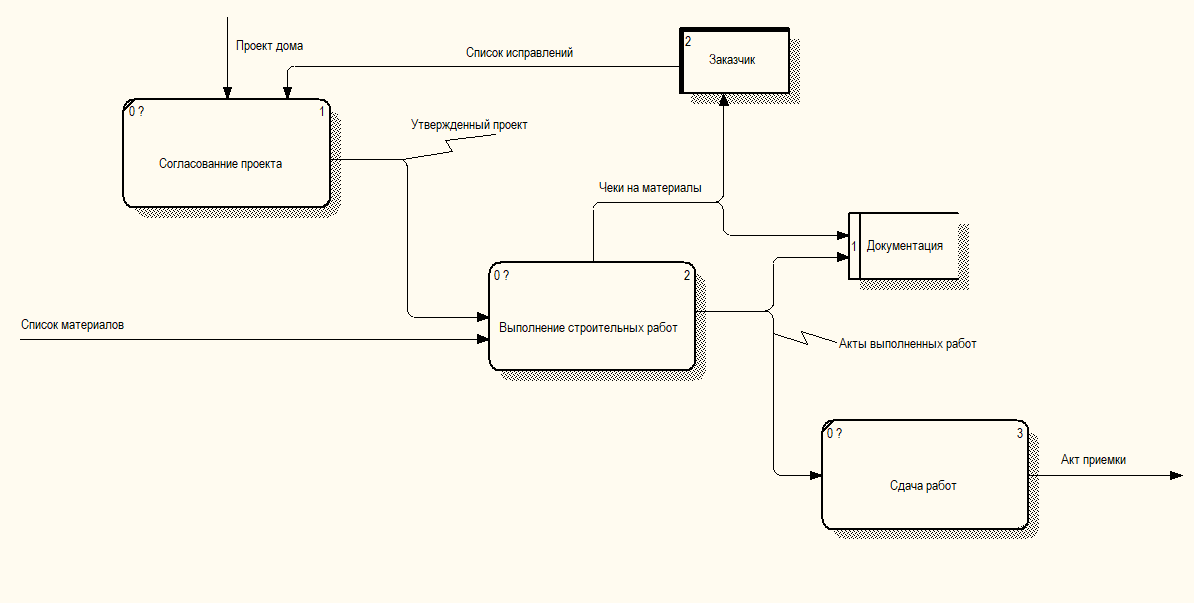 Проект дома
Список исправлений
2
Заказчик
0 ?
1
Согласованние проекта
Утвержденный проект
Чеки на материалы
1
Документация
0 ?
2
Выполнение строительных работ
Список материалов
Акты выполненных работ
0 ?
3
Сдача работ
Акт приемки